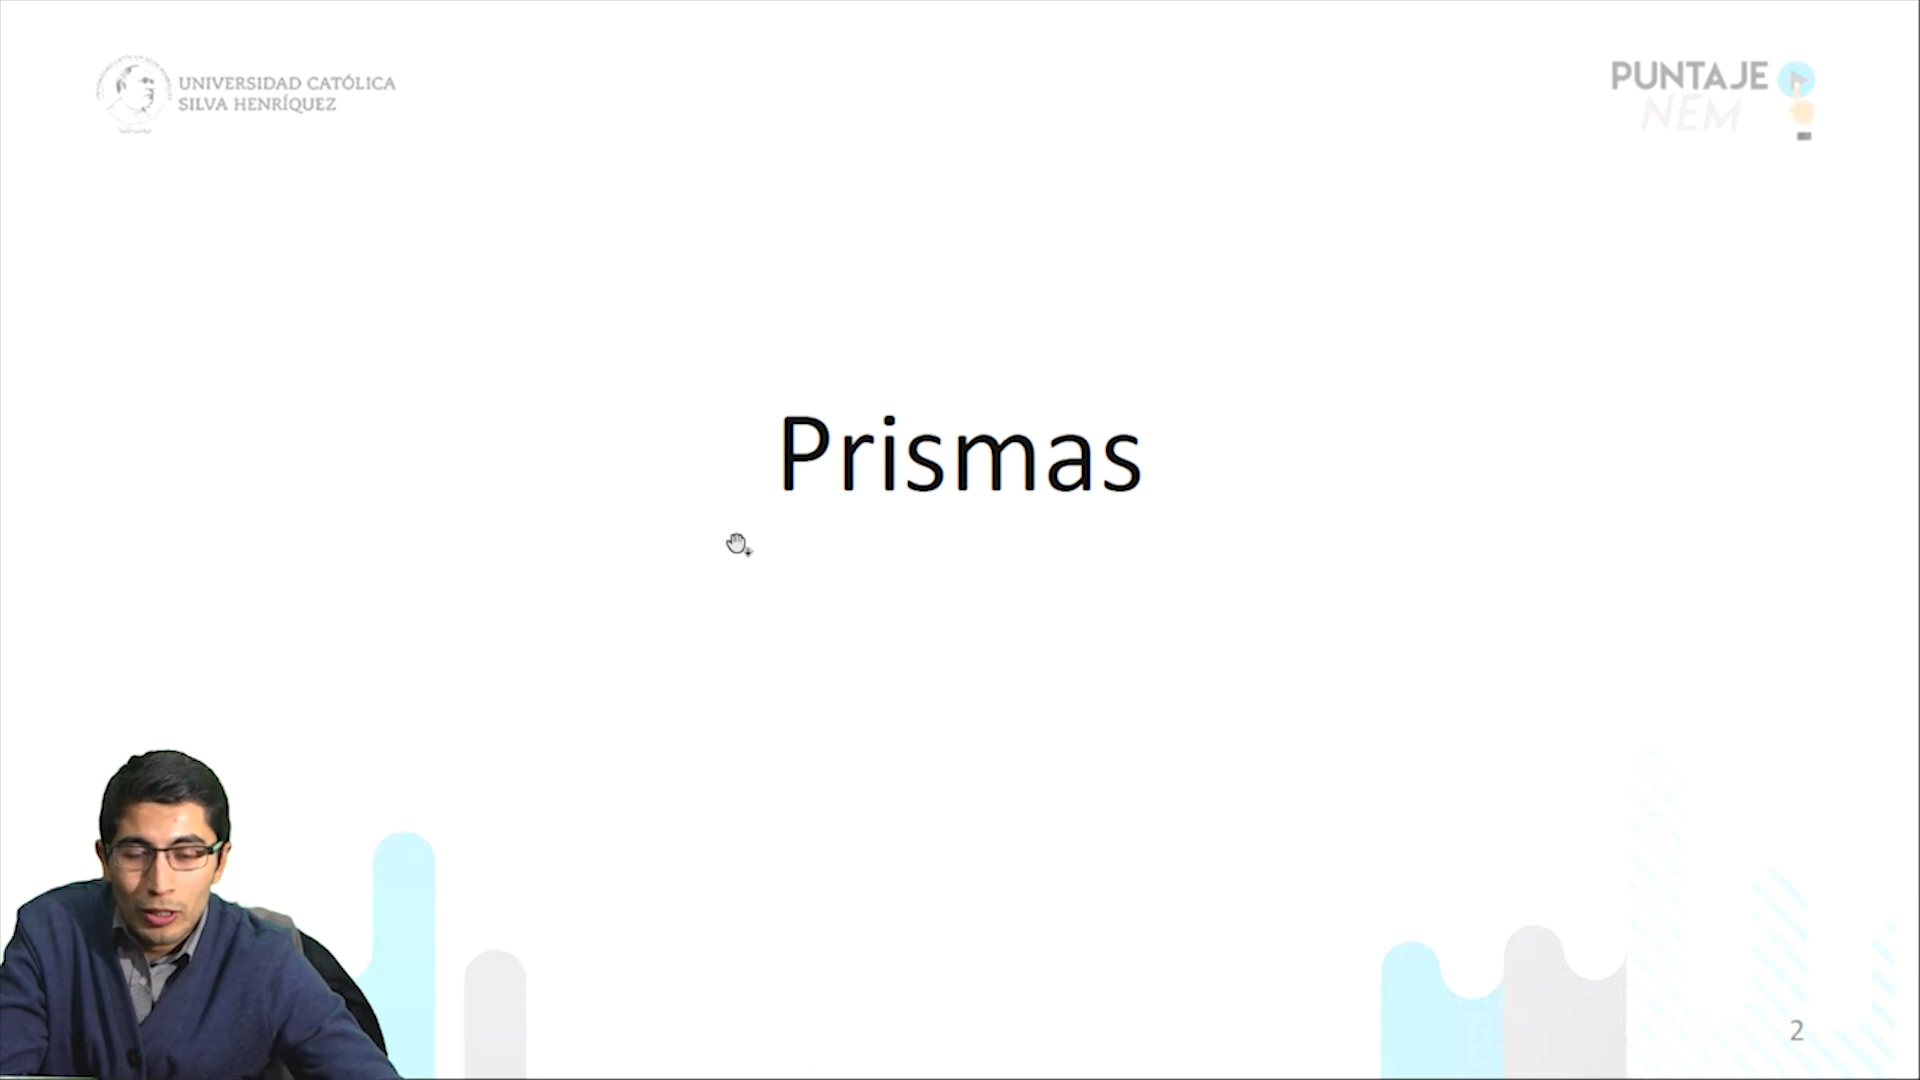 UNIVERSIDAD CATÓLICA
SILVA HENRÍQUEZ
PUNTAJE
NEM
Prismas
2